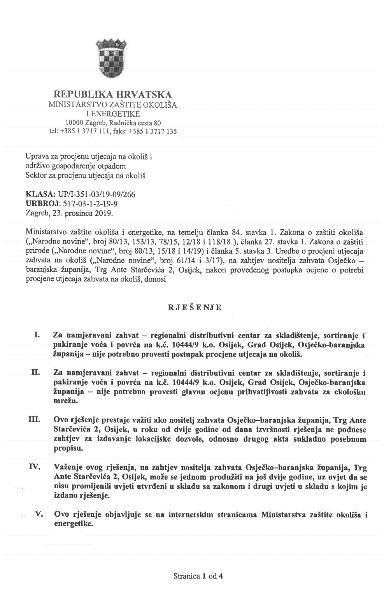 REPUBLIKA HRVATSKA
MINISTARSTVO ZAŠTITE OKOLIŠA
I ENERGETIKE
10000 Zagreb, Radnička cesta 80
tel: +385 1 3717 111, faks: +385 1 3717 135
Uprava za procjenu utjecaja na okoliš i
održivo gospodarenje otpadom
Sektor za procjenu utjecaja na okoliš
KLASA: UP/I-351-03/19-09/266
URBROJ: 517-03-1-2-19-9
Zagreb, 23. prosinca 2019.
Ministarstvo zaštite okoliša i energetike, na temelju članka 84. stavka 1. Zakona o zaštiti okoliša
(„Narodne novine“, broj 80/13, 153/13, 78/15, 12/18 i 118/18 ), članka 27. stavka 1. Zakona o zaštiti
prirode („Narodne novine“, broj 80/13, 15/18 i 14/19) i članka 5. stavka 3. Uredbe o procjeni utjecaja
zahvata na okoliš („Narodne novine“, broj 61/14 i 3/17), na zahtjev nositelja zahvata Osječko –
baranjska županija, Trg Ante Starčevića 2, Osijek, nakon provedenog postupka ocjene o potrebi
procjene utjecaja zahvata na okoliš, donosi
RJEŠENJE
I. Za namjeravani zahvat – regionalni distributivni centar za skladištenje, sortiranje i
pakiranje voća i povrća na k.č. 10444/9 k.o. Osijek, Grad Osijek, Osječko-baranjska
županija – nije potrebno provesti postupak procjene utjecaja na okoliš.
II. Za namjeravani zahvat – regionalni distributivni centar za skladištenje, sortiranje i
pakiranje voća i povrća na k.č. 10444/9 k.o. Osijek, Grad Osijek, Osječko-baranjska
županija – nije potrebno provesti glavnu ocjenu prihvatljivosti zahvata za ekološku
mrežu.
III. Ovo rješenje prestaje važiti ako nositelj zahvata Osječko–baranjska županija, Trg Ante
Starčevića 2, Osijek, u roku od dvije godine od dana izvršnosti rješenja ne podnese
zahtjev za izdavanje lokacijske dozvole, odnosno drugog akta sukladno posebnom
propisu.
IV. Važenje ovog rješenja, na zahtjev nositelja zahvata Osječko–baranjska županija, Trg
Ante Starčevića 2, Osijek, može se jednom produžiti na još dvije godine, uz uvjet da se
nisu promijenili uvjeti utvrđeni u skladu sa zakonom i drugi uvjeti u skladu s kojim je
izdano rješenje.
V. Ovo rješenje objavljuje se na internetskim stranicama Ministarstva zaštite okoliša i
energetike.
Stranica 1 od 4